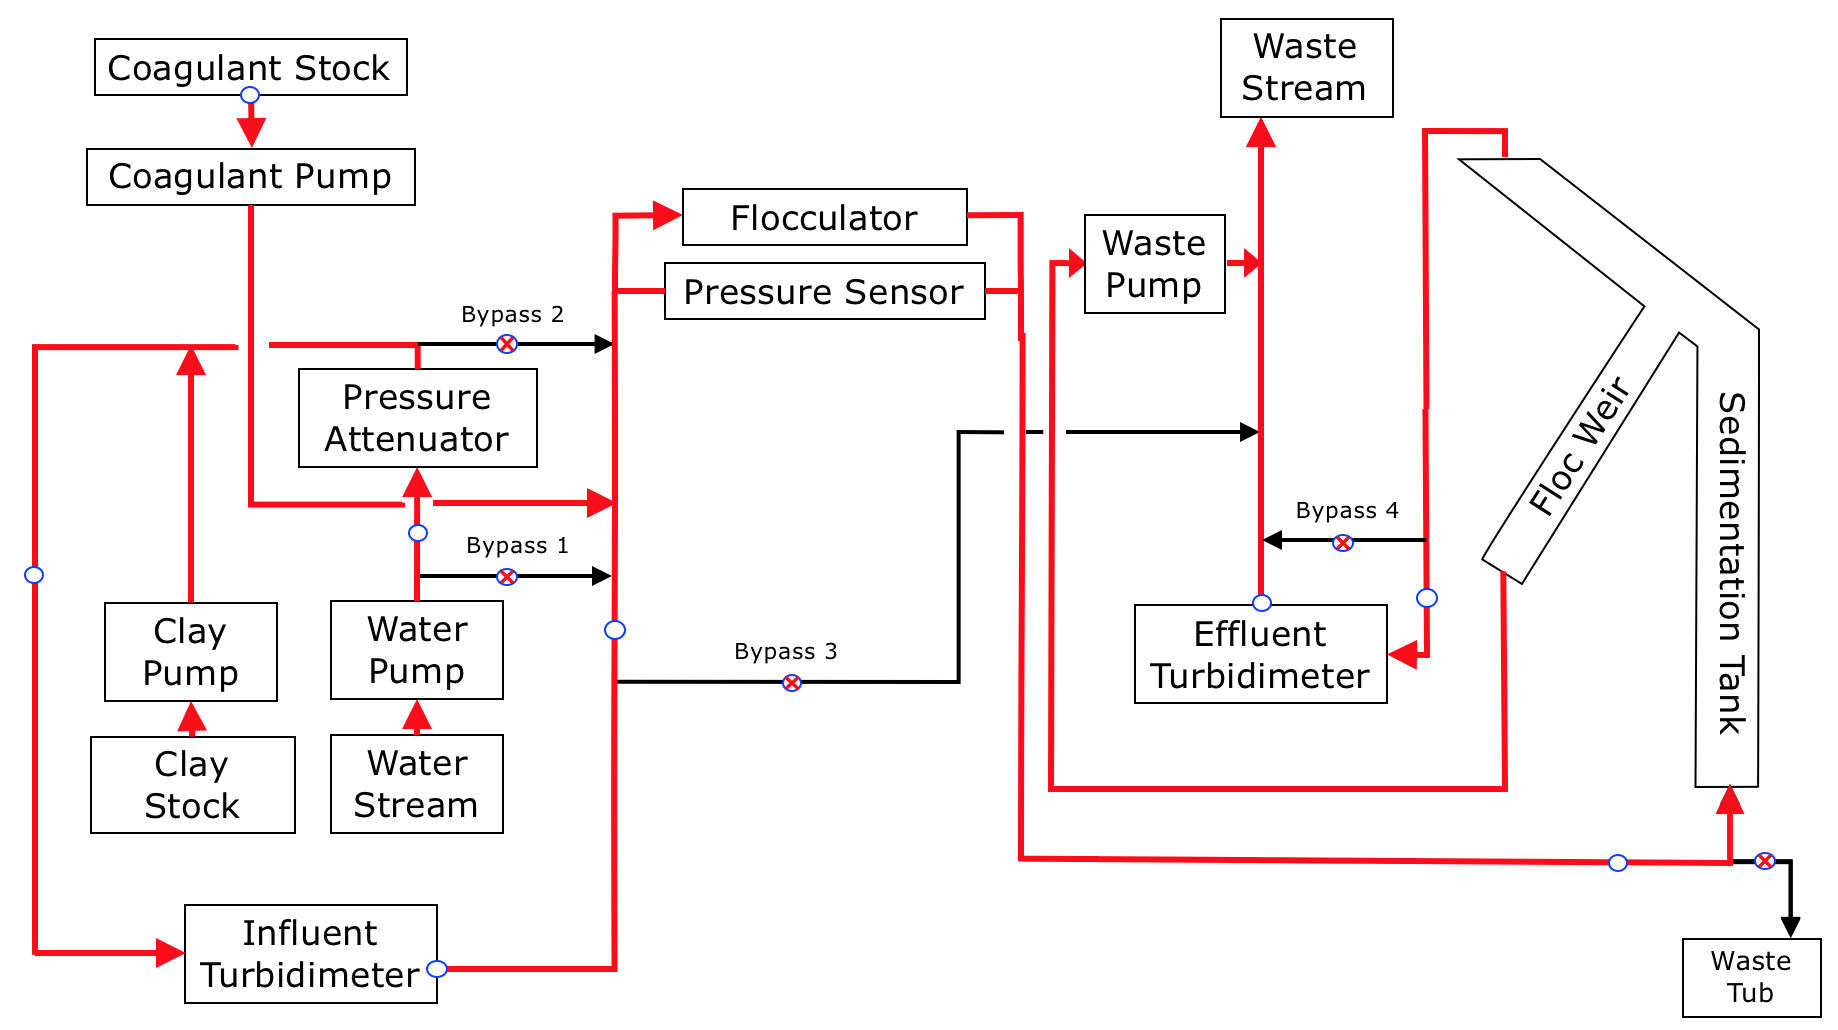 Coagulant Stock
Coagulant Pump
Waste
Stream
Flocculator
Pressure Sensor
Waste
Pump
Bypass 2
Pressure
Attenuator
Bypass 1
Bypass 3
Bypass 4
Floc Weir
Sedimentation Tank
Clay
Pump
Water
Pump
Effluent
Turbidimeter
Clay
Stock
Water
Stream
Influent
Turbidimeter
Waste
Tub